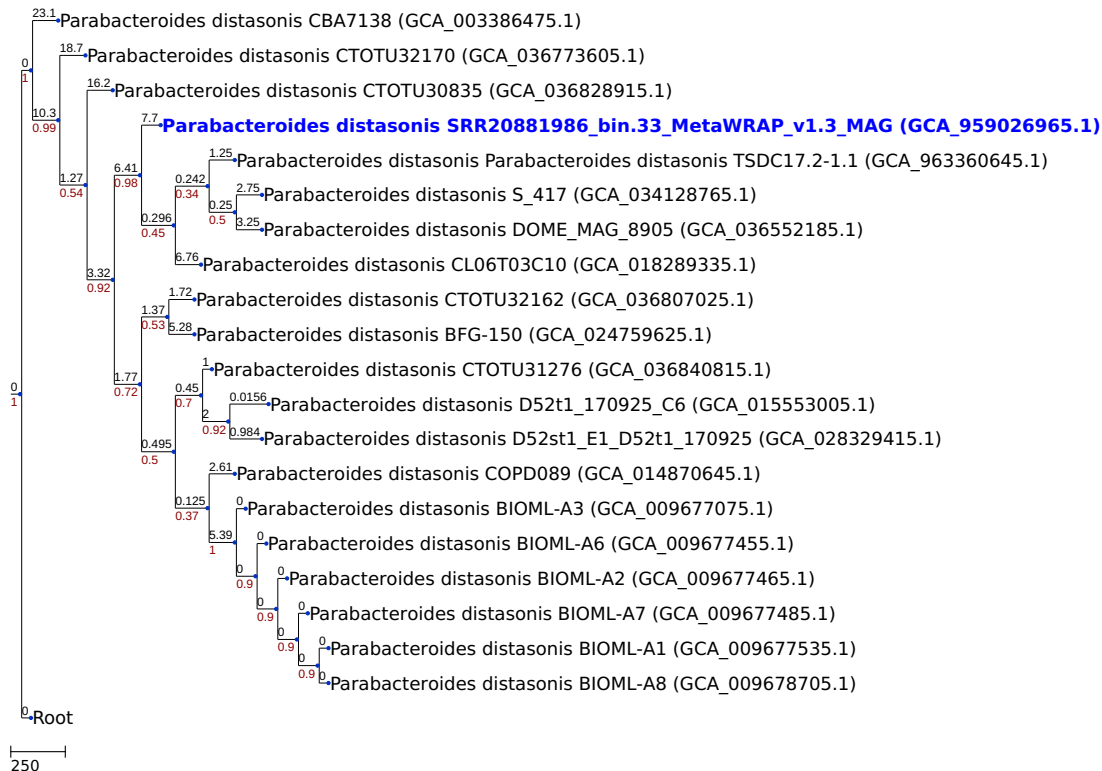 23.1 Parabacteroides distasonis CBA7138 (GCA_003386475.1)
0
1
18.7 Parabacteroides distasonis CTOTU32170 (GCA_036773605.1)
10.3
0.99
16.2 Parabacteroides distasonis CTOTU30835 (GCA_036828915.1)
1.27
0.54
7.7 Parabacteroides distasonis SRR20881986_bin.33_MetaWRAP_v1.3_MAG (GCA_959026965.1)
6.41
0.98
1.25 Parabacteroides distasonis Parabacteroides distasonis TSDC17.2-1.1 (GCA_963360645.1)
0.242
0.34
2.75 Parabacteroides distasonis S_417 (GCA_034128765.1)
0.25
0.5
3.25 Parabacteroides distasonis DOME_MAG_8905 (GCA_036552185.1)
0.296
0.45
6.76 Parabacteroides distasonis CL06T03C10 (GCA_018289335.1)
3.32
0.92
1.72 Parabacteroides distasonis CTOTU32162 (GCA_036807025.1)
1.37
0.53
5.28 Parabacteroides distasonis BFG-150 (GCA_024759625.1)
1.77
0.72
1 Parabacteroides distasonis CTOTU31276 (GCA_036840815.1)
0.45
0.7
0
1
0.0156 Parabacteroides distasonis D52t1_170925_C6 (GCA_015553005.1)
2
0.92
0.984 Parabacteroides distasonis D52st1_E1_D52t1_170925 (GCA_028329415.1)
0.495
0.5
2.61 Parabacteroides distasonis COPD089 (GCA_014870645.1)
0.125
0.37
0 Parabacteroides distasonis BIOML-A3 (GCA_009677075.1)
5.39
1
0 Parabacteroides distasonis BIOML-A6 (GCA_009677455.1)
0
0.9
0 Parabacteroides distasonis BIOML-A2 (GCA_009677465.1)
0
0.9
0 Parabacteroides distasonis BIOML-A7 (GCA_009677485.1)
0
0.9
0 Parabacteroides distasonis BIOML-A1 (GCA_009677535.1)
0
0.9
0 Parabacteroides distasonis BIOML-A8 (GCA_009678705.1)
0 Root
250